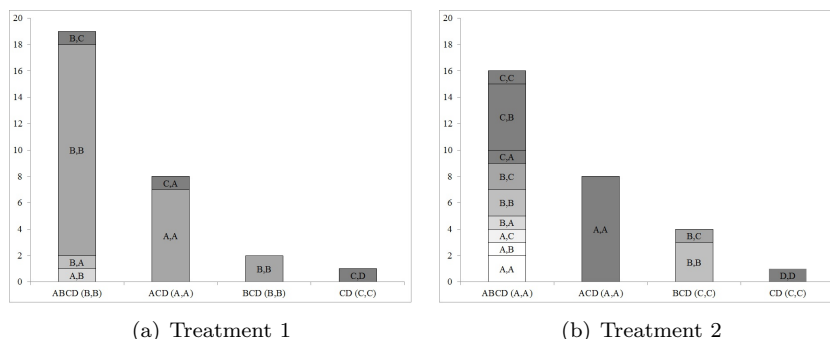 20
18
16
14
12
10
8
6
4
2
0
B,C
B,B
B,A
A,B
C,A
A,A
B,B
C,D
ABCD (B,B)
ACD (A,A)
BCD (B,B)
CD (C,C)
(a) Treatment 1
20
18
16
14
12
10
8
6
4
2
0
C,C
C,B
C,A
B,C
B,B
B,A
A,C
A,B
A,A
A,A
B,C
B,B
D,D
ABCD (A,A)
ACD (A,A)
BCD (C,C)
CD (C,C)
(b) Treatment 2